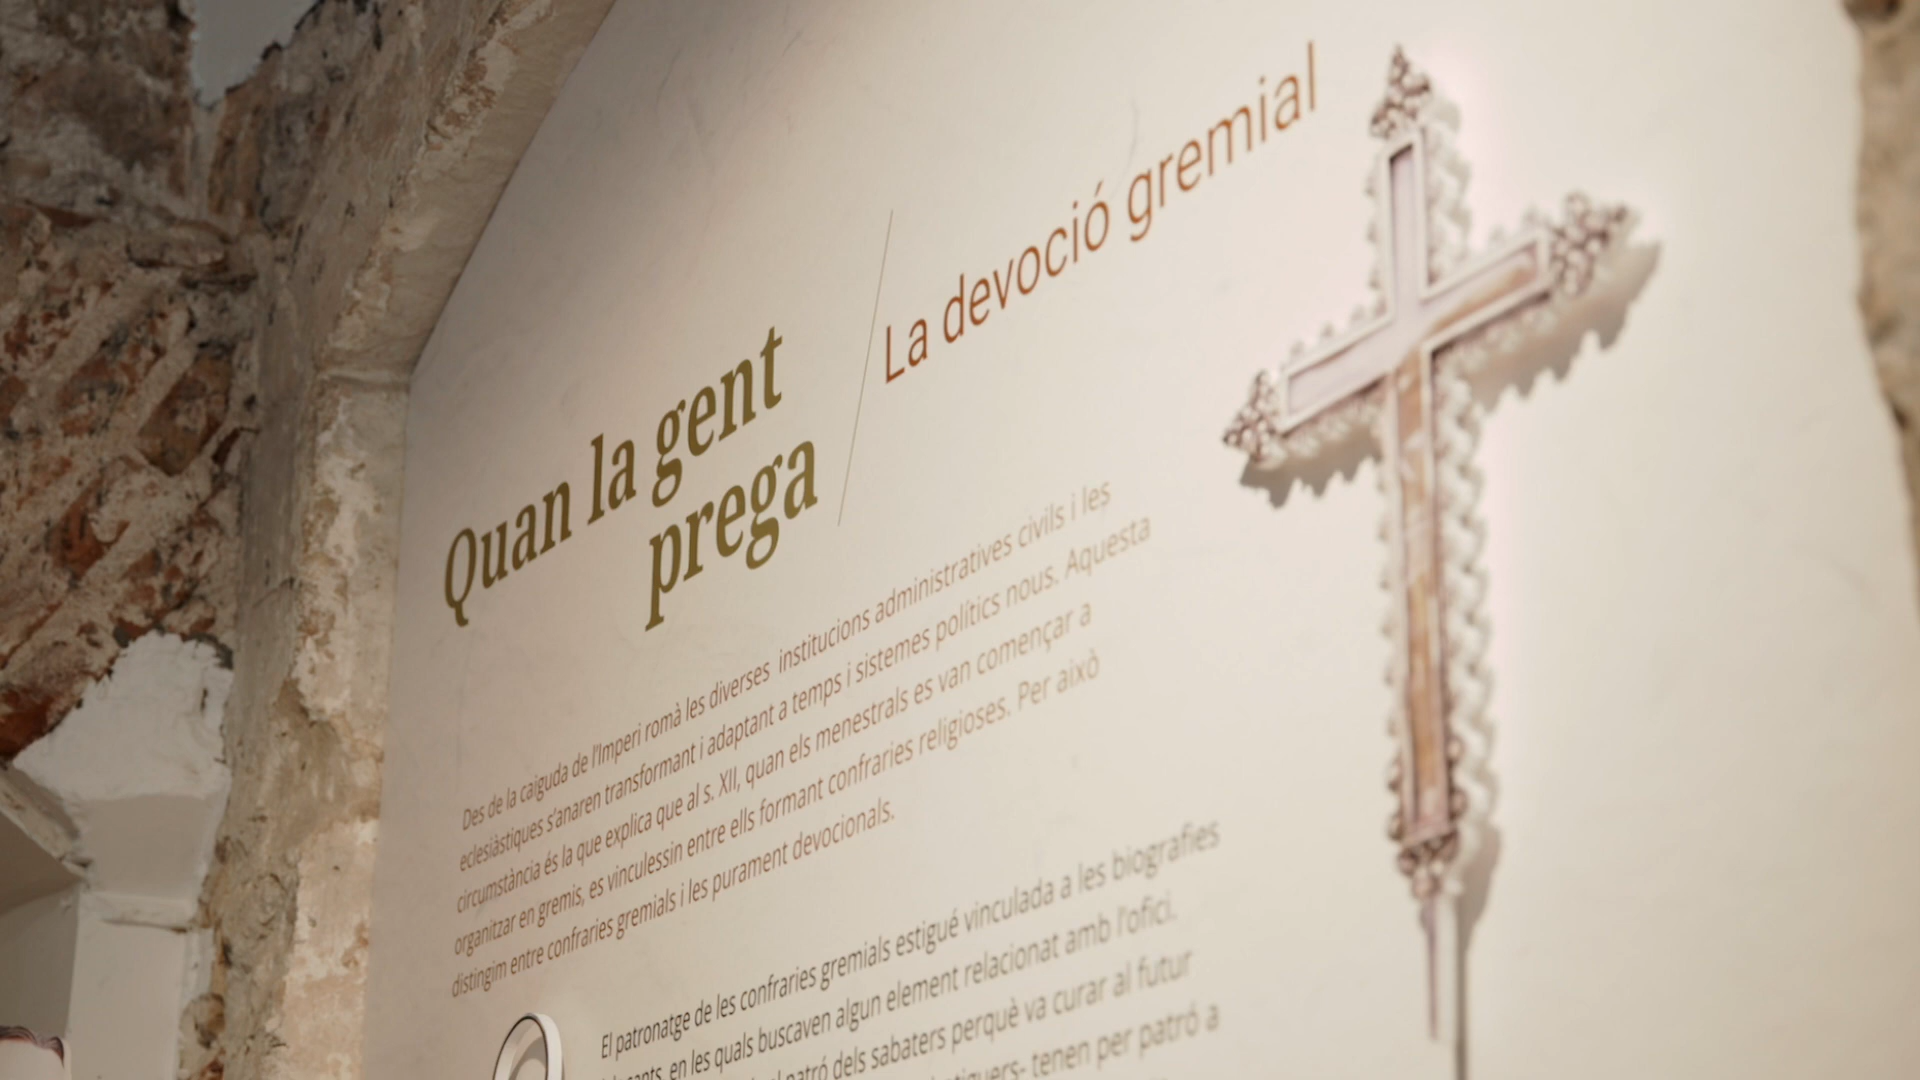 Quan la gent
prega
La devoció gremial
Des de la caiguda de l'Imperi romà les diverses institucions administratives civils i les
eclesiàstiques s'anaren transformant i adaptant a temps i sistemes polítics nous. Aquesta
circumstància és la que explica que al s. XII, quan els menestrals es van començar a
organitzar en gremis, es vinculessin entre ells formant confraries religioses. Per això
distingim entre confraries gremials i les purament devocionals.
El patronatge de les confraries gremials estigué vinculada a les biografies
sants, en les quals buscaven algun element relacionat amb l'ofici.
patró dels sabaters perquè va curar al futur
tenen per patró a